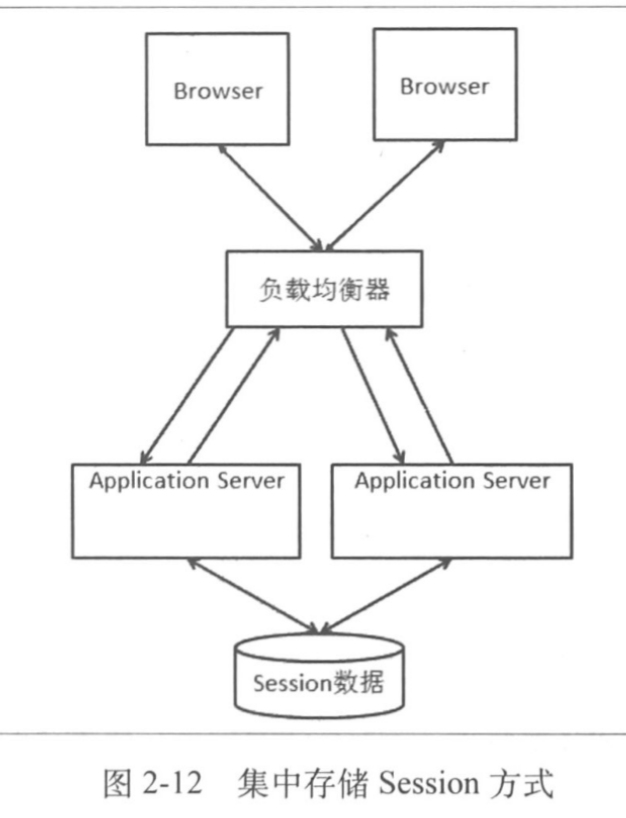 Browser
Browser
负载均衡器
Application Server
Application Server
Session数据
图 2-12 集中存储 Session 方式